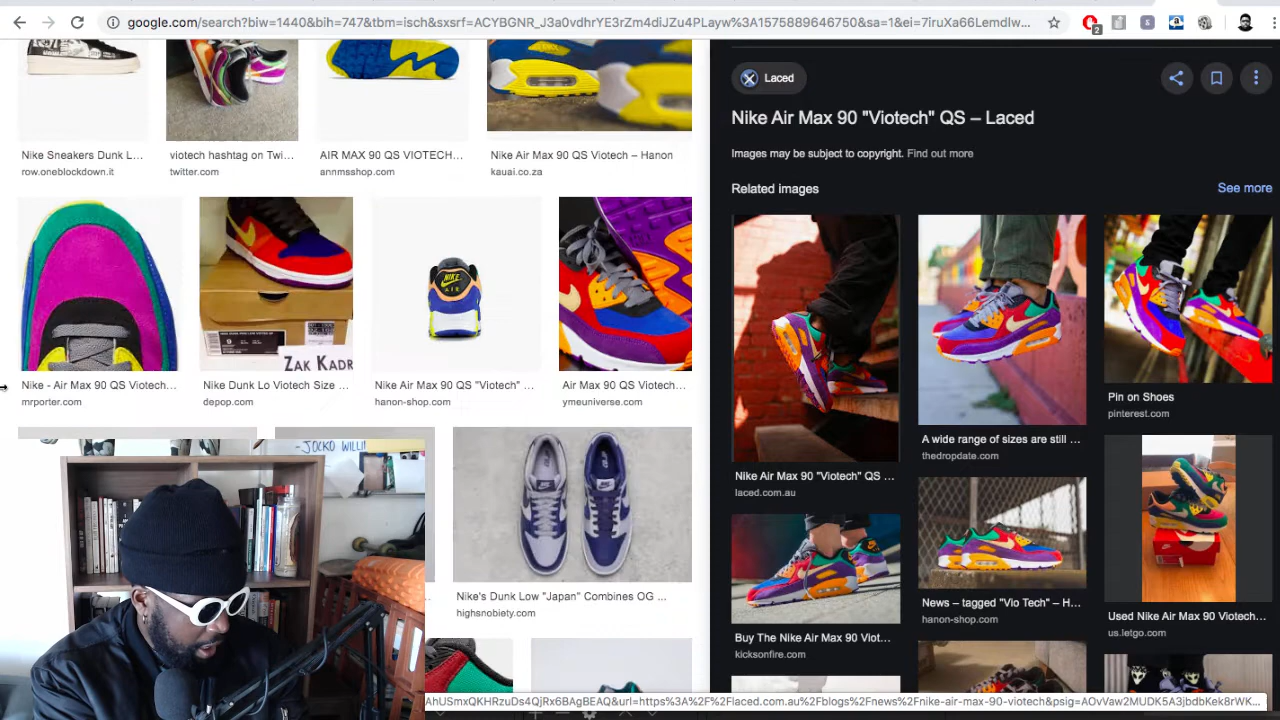 google.com/search?biw=1440&bih=747&tbm=isch&sxsrf=ACYBGNR_J3a0vdhrYE3rZm4diJZu4PLayw%3A1575889646750&sa=1&ei=7iruXa66Lemdlw...
2
Laced
Nike Air Max 90 "Viotech" QS – Laced
Images may be subject to copyright. Find out more
Related images
See more
Nike Sneakers Dunk L...
row.oneblockdown.it
viotech hashtag on Twi...
twitter.com
AIR MAX 90 QS VIOTECH...
annmsshop.com
Nike Air Max 90 QS Viotech – Hanon
kauai.co.za
NIKE
AIR
9
ZAK KADR
Nike - Air Max 90 QS Viotech...
mrporter.com
Nike Dunk Lo Viotech Size ...
depop.com
Nike Air Max 90 QS "Viotech" ...
hanon-shop.com
Air Max 90 QS Viotech...
ymeuniverse.com
- JOCKO WILLI
Nike's Dunk Low "Japan" Combines OG ...
highsnobiety.com
Nike Air Max 90 "Viotech" QS ...
laced.com.au
A wide range of sizes are still ...
thedropdate.com
Pin on Shoes
pinterest.com
Buy The Nike Air Max 90 Viot...
kicksonfire.com
News – tagged "Vio Tech" – H...
hanon-shop.com
Used Nike Air Max 90 Viotech...
us.letgo.com
AhUSmxQKHRzuDs4QjRx6BAgBEAQ&url=https%3A%2F%2Flaced.com.au%2Fblogs%2Fnews%2Fnike-air-max-90-viotech&psig=AOvVaw2MUDK5A3jbdbKek8rWK...